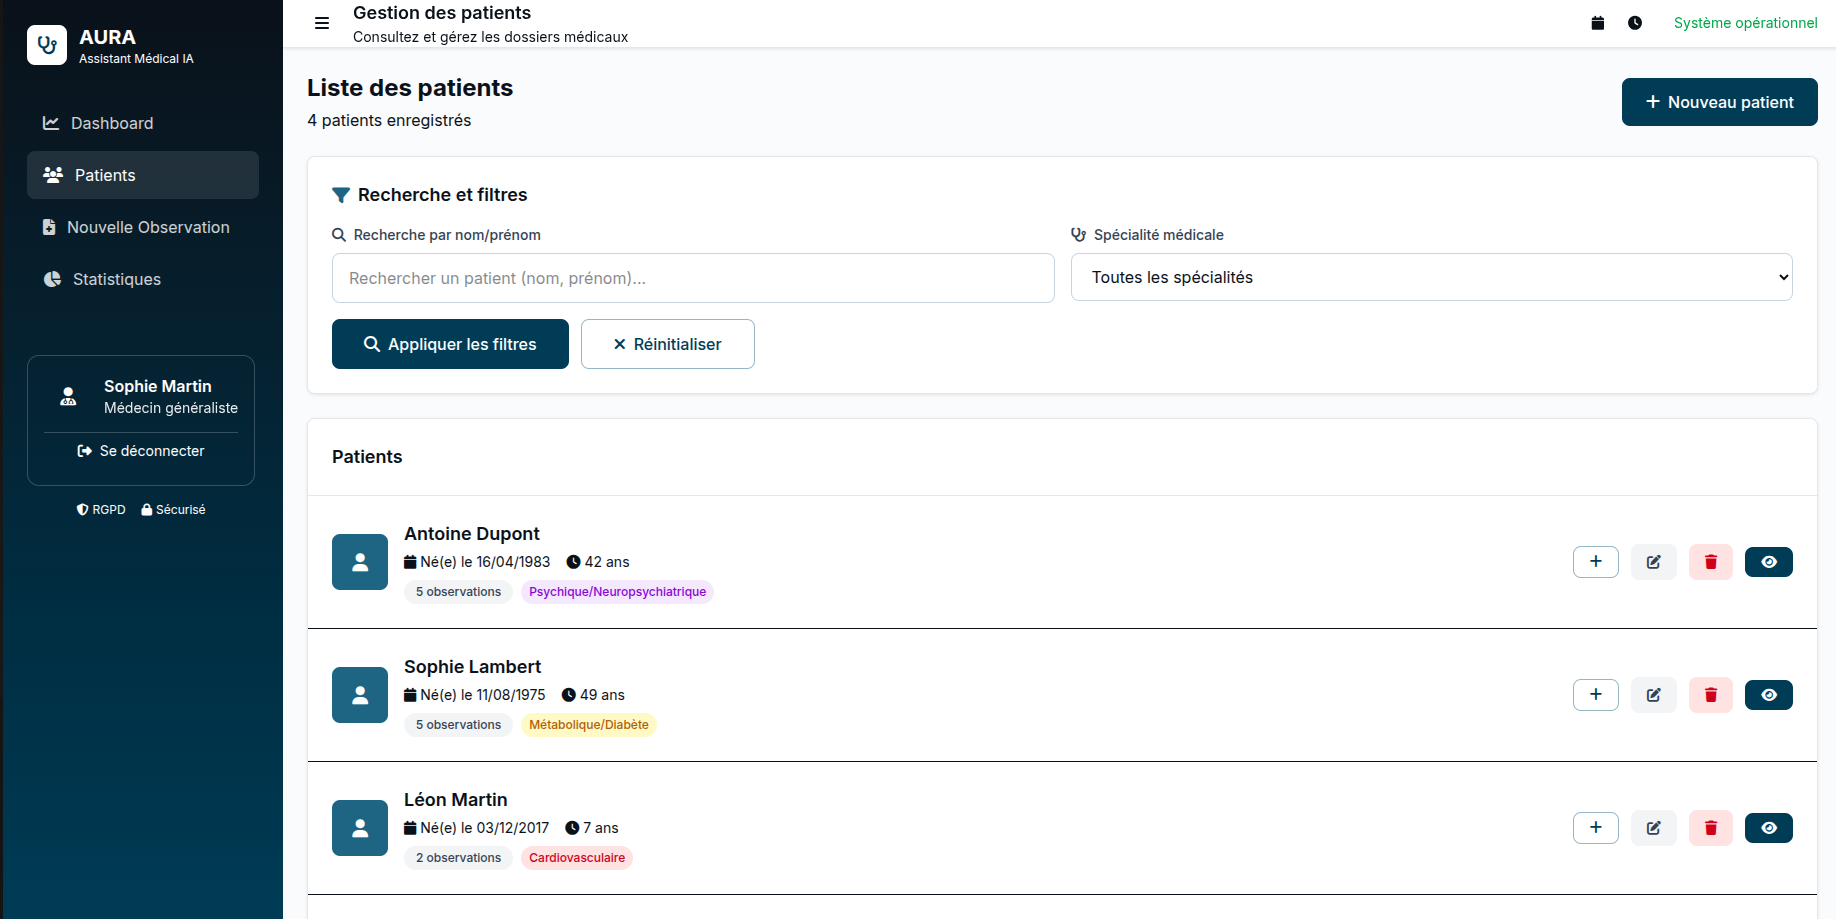 AURA
Assistant Médical IA
Dashboard
Patients
Nouvelle Observation
Statistiques
Sophie Martin
Médecin généraliste
Se déconnecter
RGPD Sécurisé
Gestion des patients
Consultez et gérez les dossiers médicaux
Système opérationnel
Liste des patients
4 patients enregistrés
Nouveau patient
Recherche et filtres
Recherche par nom/prénom
Rechercher un patient (nom, prénom)...
Spécialité médicale
Toutes les spécialités
Appliquer les filtres
Réinitialiser
Patients
Antoine Dupont
Né(e) le 16/04/1983 42 ans
5 observations Psychique/Neuropsychiatrique
Sophie Lambert
Né(e) le 11/08/1975 49 ans
5 observations Métabolique/Diabète
Léon Martin
Né(e) le 03/12/2017 7 ans
2 observations Cardiovasculaire